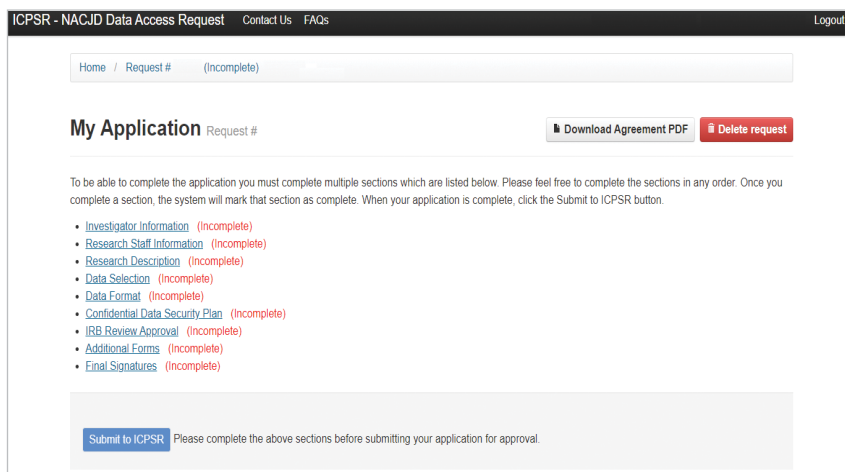 ICPSR - NACJD Data Access Request Contact Us FAQs Logout
Home / Request # (Incomplete)
My Application Request # Download Agreement PDF Delete request
To be able to complete the application you must complete multiple sections which are listed below. Please feel free to complete the sections in any order. Once you
complete a section, the system will mark that section as complete. When your application is complete, click the Submit to ICPSR button.
• Investigator Information (Incomplete)
• Research Staff Information (Incomplete)
• Research Description (Incomplete)
• Data Selection (Incomplete)
• Data Format (Incomplete)
• Confidential Data Security Plan (Incomplete)
• IRB Review Approval (Incomplete)
• Additional Forms (Incomplete)
• Final Signatures (Incomplete)
Submit to ICPSR Please complete the above sections before submitting your application for approval.